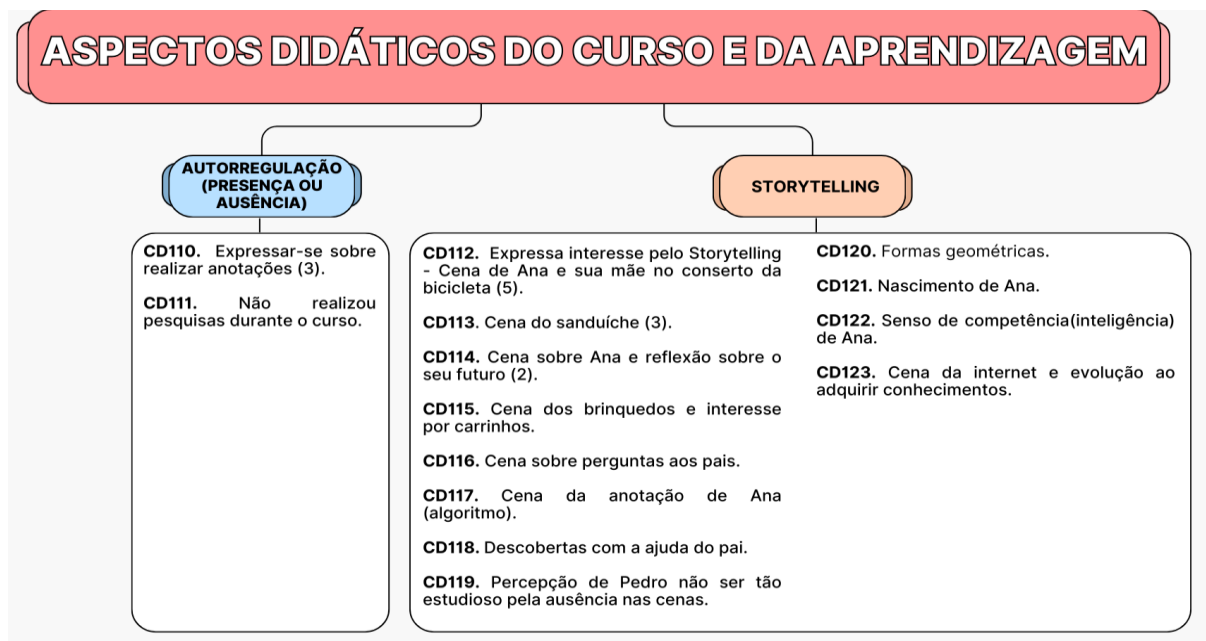 ASPECTOS DIDÁTICOS DO CURSO E DA APRENDIZAGEM
AUTORREGULAÇÃO
(PRESENÇA OU
AUSÊNCIA)
CD110. Expressar-se sobre
realizar anotações (3).
CD111. Não realizou
pesquisas durante o curso.
STORYTELLING
CD112. Expressa interesse pelo Storytelling
- Cena de Ana e sua mãe no conserto da
bicicleta (5).
CD113. Cena do sanduíche (3).
CD114. Cena sobre Ana e reflexão sobre o
seu futuro (2).
CD115. Cena dos brinquedos e interesse
por carrinhos.
CD116. Cena sobre perguntas aos pais.
CD117. Cena da anotação de Ana
(algoritmo).
CD118. Descobertas com a ajuda do pai.
CD119. Percepção de Pedro não ser tão
estudioso pela ausência nas cenas.
CD120. Formas geométricas.
CD121. Nascimento de Ana.
CD122. Senso de competência(inteligência)
de Ana.
CD123. Cena da internet e evolução ao
adquirir conhecimentos.